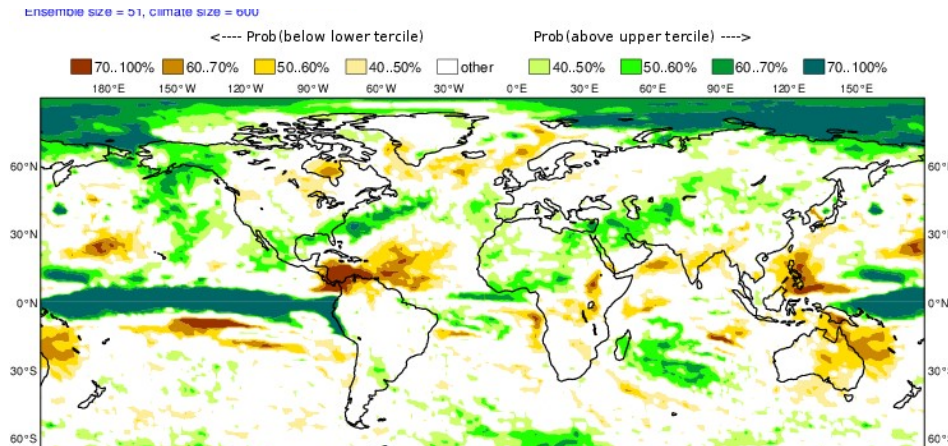 Ensemble size = 51, climate size = 600
<---- Prob(below lower tercile) Prob(above upper tercile) ---->
70..100% 60..70% 50..60% 40..50% other 40..50% 50..60% 60..70% 70..100%
180°E 150°W 120°W 90°W 60°W 30°W 0°E 30°E 60°E 90°E 120°E 150°E
60°N 60°N
30°N 30°N
0°N 0°N
30°S 30°S
60°S 60°S